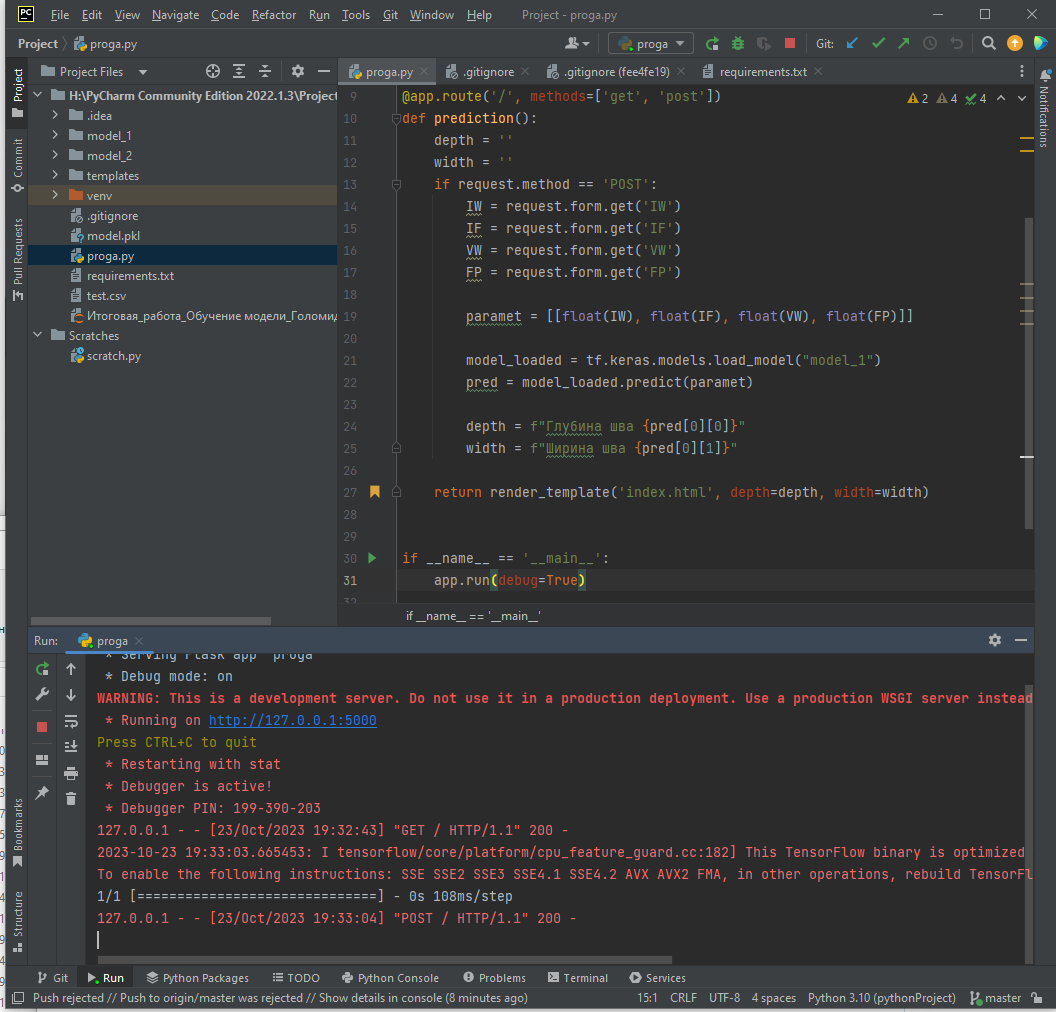 PC File Edit View Navigate Code Refactor Run Tools Git Window Help Project - proga.py
Project proga.py proga Git:
Project Files
proga.py .gitignore .gitignore (fee4fe19) requirements.txt
Project
Commit
Pull Requests
Bookmarks
Structure
Notifications
H:\PyCharm Community Edition 2022.1.3\Project
.idea
model_1
model_2
templates
venv
.gitignore
model.pkl
proga.py
requirements.txt
test.csv
Итоговая_работа_Обучение модели_Голомид
Scratches
scratch.py
2 4 4
9 @app.route('/', methods=['get', 'post'])
10 def prediction():
11 depth = ''
12 width = ''
13 if request.method == 'POST':
14 IW = request.form.get('IW')
15 IF = request.form.get('IF')
16 VW = request.form.get('VW')
17 FP = request.form.get('FP')
18
19 paramet = [[float(IW), float(IF), float(VW), float(FP)]]
20
21 model_loaded = tf.keras.models.load_model("model_1")
22 pred = model_loaded.predict(paramet)
23
24 depth = f"Глубина шва {pred[0][0]}"
25 width = f"Ширина шва {pred[0][1]}"
26
27 return render_template('index.html', depth=depth, width=width)
28
29
30 if __name__ == '__main__':
31 app.run(debug=True)
32
if __name__ == '__main__'
Run: proga
* Serving Flask app 'proga'
* Debug mode: on
WARNING: This is a development server. Do not use it in a production deployment. Use a production WSGI server instead
* Running on http://127.0.0.1:5000
Press CTRL+C to quit
* Restarting with stat
* Debugger is active!
* Debugger PIN: 199-390-203
127.0.0.1 - - [23/Oct/2023 19:32:43] "GET / HTTP/1.1" 200 -
2023-10-23 19:33:03.665453: I tensorflow/core/platform/cpu_feature_guard.cc:182] This TensorFlow binary is optimized
To enable the following instructions: SSE SSE2 SSE3 SSE4.1 SSE4.2 AVX AVX2 FMA, in other operations, rebuild TensorFl
1/1 [==============================] - 0s 108ms/step
127.0.0.1 - - [23/Oct/2023 19:33:04] "POST / HTTP/1.1" 200 -
Git Run Python Packages TODO Python Console Problems Terminal Services
Push rejected // Push to origin/master was rejected // Show details in console (8 minutes ago) 15:1 CRLF UTF-8 4 spaces Python 3.10 (pythonProject) master